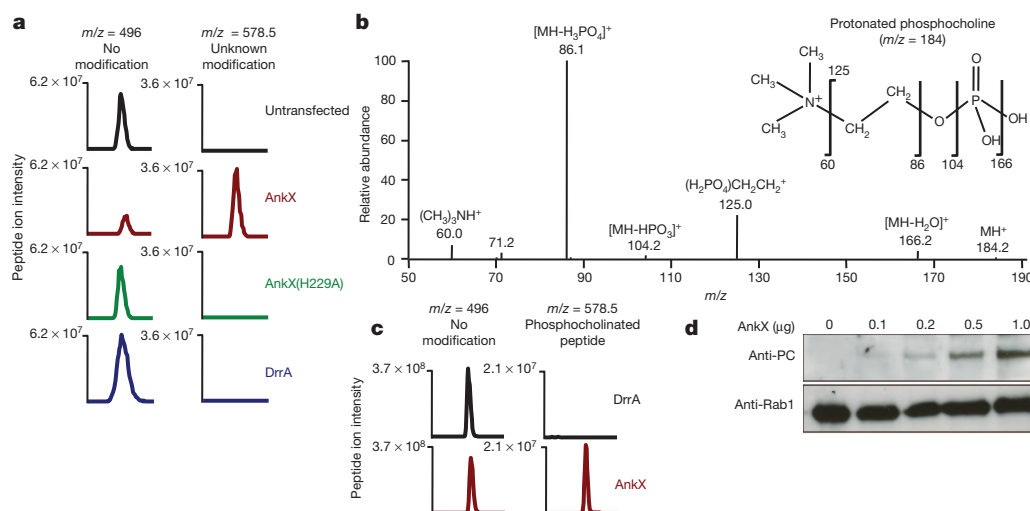 a
m/z = 496
No
modification
m/z = 578.5
Unknown
modification
Peptide ion intensity
6.2 × 10⁷
3.6 × 10⁷
Untransfected
6.2 × 10⁷
3.6 × 10⁷
AnkX
6.2 × 10⁷
3.6 × 10⁷
AnkX(H229A)
6.2 × 10⁷
3.6 × 10⁷
DrrA
b
Relative abundance
100
80
60
40
20
0
50
70
90
110
130
150
170
190
m/z
(CH₃)₃NH⁺
60.0
71.2
[MH-H₃PO₄]⁺
86.1
[MH-HPO₃]⁺
104.2
(H₂PO₄)CH₂CH₂⁺
125.0
[MH-H₂O]⁺
166.2
MH⁺
184.2
Protonated phosphocholine
(m/z = 184)
CH₃
CH₃
CH₃
N⁺
125
CH₂
CH₂
O
P
O
OH
OH
60
86
104
166
c
m/z = 496
No
modification
m/z = 578.5
Phosphocholinated
peptide
Peptide ion intensity
3.7 × 10⁸
2.1 × 10⁷
DrrA
3.7 × 10⁸
2.1 × 10⁷
AnkX
d
AnkX (μg)
0
0.1
0.2
0.5
1.0
Anti-PC
Anti-Rab1